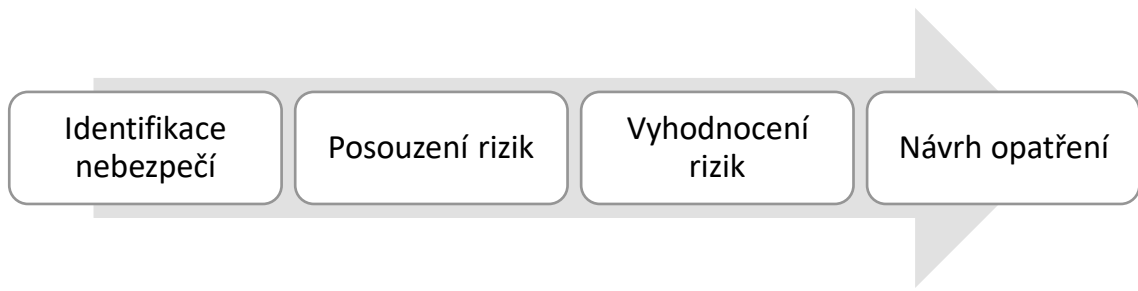 Identifikace
nebezpečí
Posouzení rizik
Vyhodnocení
rizik
Návrh opatření